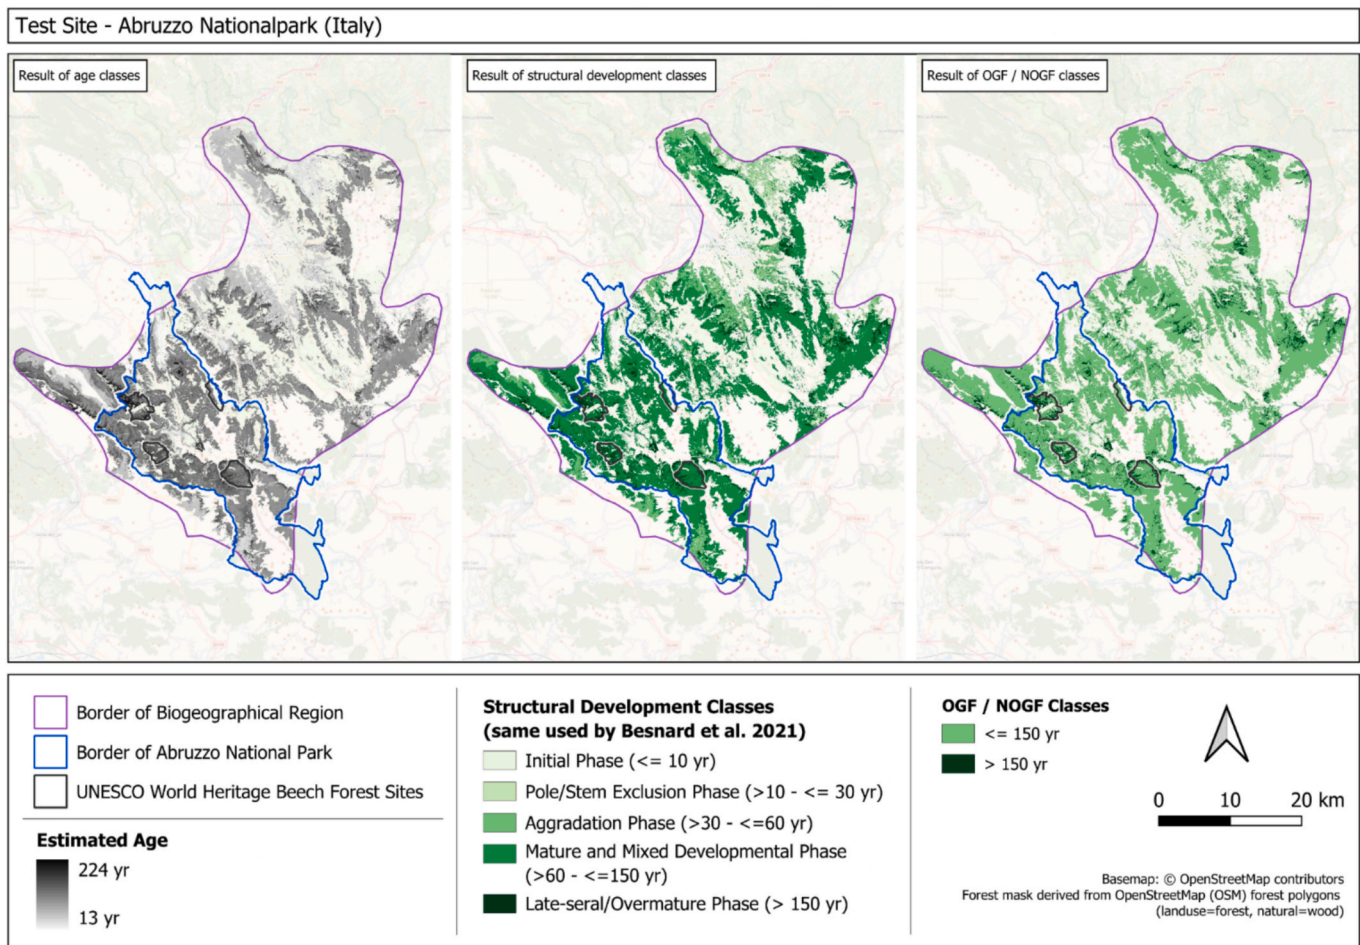 Test Site - Abruzzo Nationalpark (Italy)
Result of age classes
Result of structural development classes
Result of OGF / NOGF classes
Border of Biogeographical Region
Border of Abruzzo National Park
UNESCO World Heritage Beech Forest Sites
Estimated Age
224 yr
13 yr
Structural Development Classes
(same used by Besnard et al. 2021)
Initial Phase (<= 10 yr)
Pole/Stem Exclusion Phase (>10 - <= 30 yr)
Aggradation Phase (>30 - <=60 yr)
Mature and Mixed Developmental Phase
(>60 - <=150 yr)
Late-seral/Overmature Phase (> 150 yr)
OGF / NOGF Classes
<= 150 yr
> 150 yr
0 10 20 km
Basemap: © OpenStreetMap contributors
Forest mask derived from OpenStreetMap (OSM) forest polygons
(landuse=forest, natural=wood)